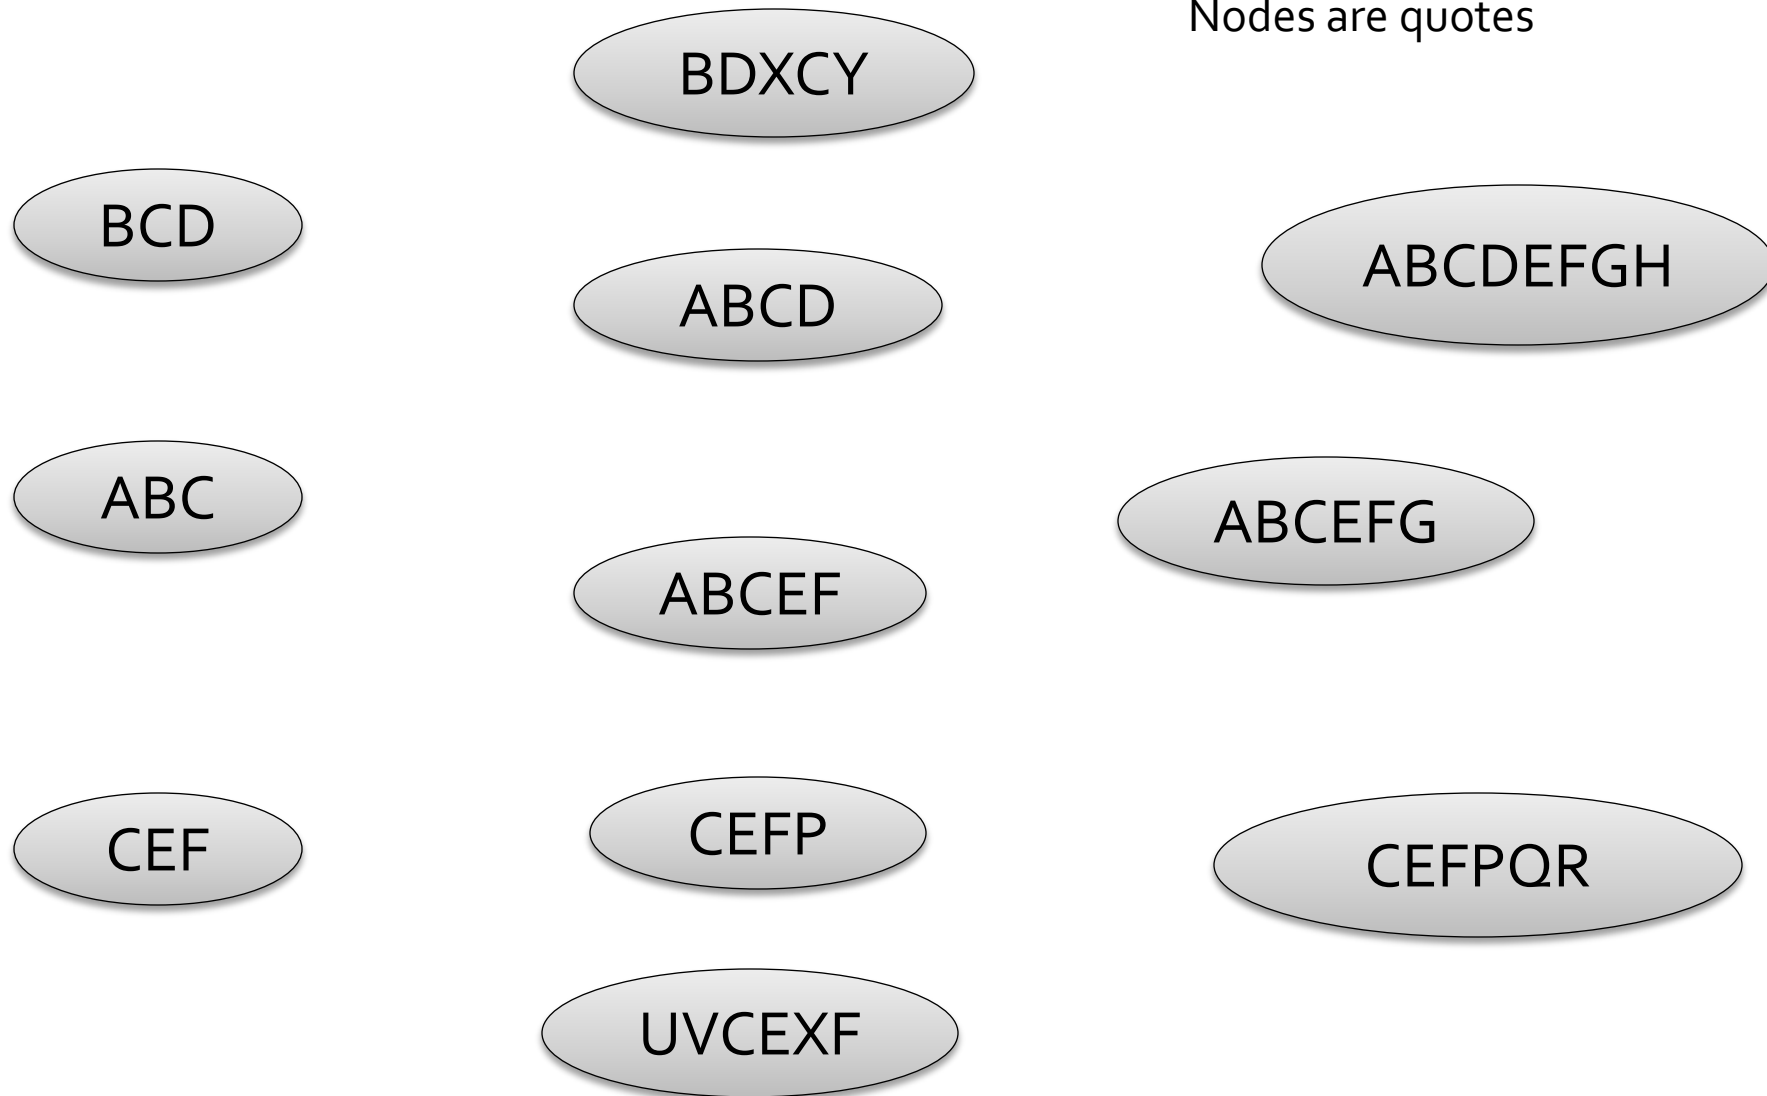 Nodes are quotes
BDXCY
BCD
ABCDEFGH
ABCD
ABC
ABCEFG
ABCEF
CEFP
CEF
CEFPQR
UVCEXF